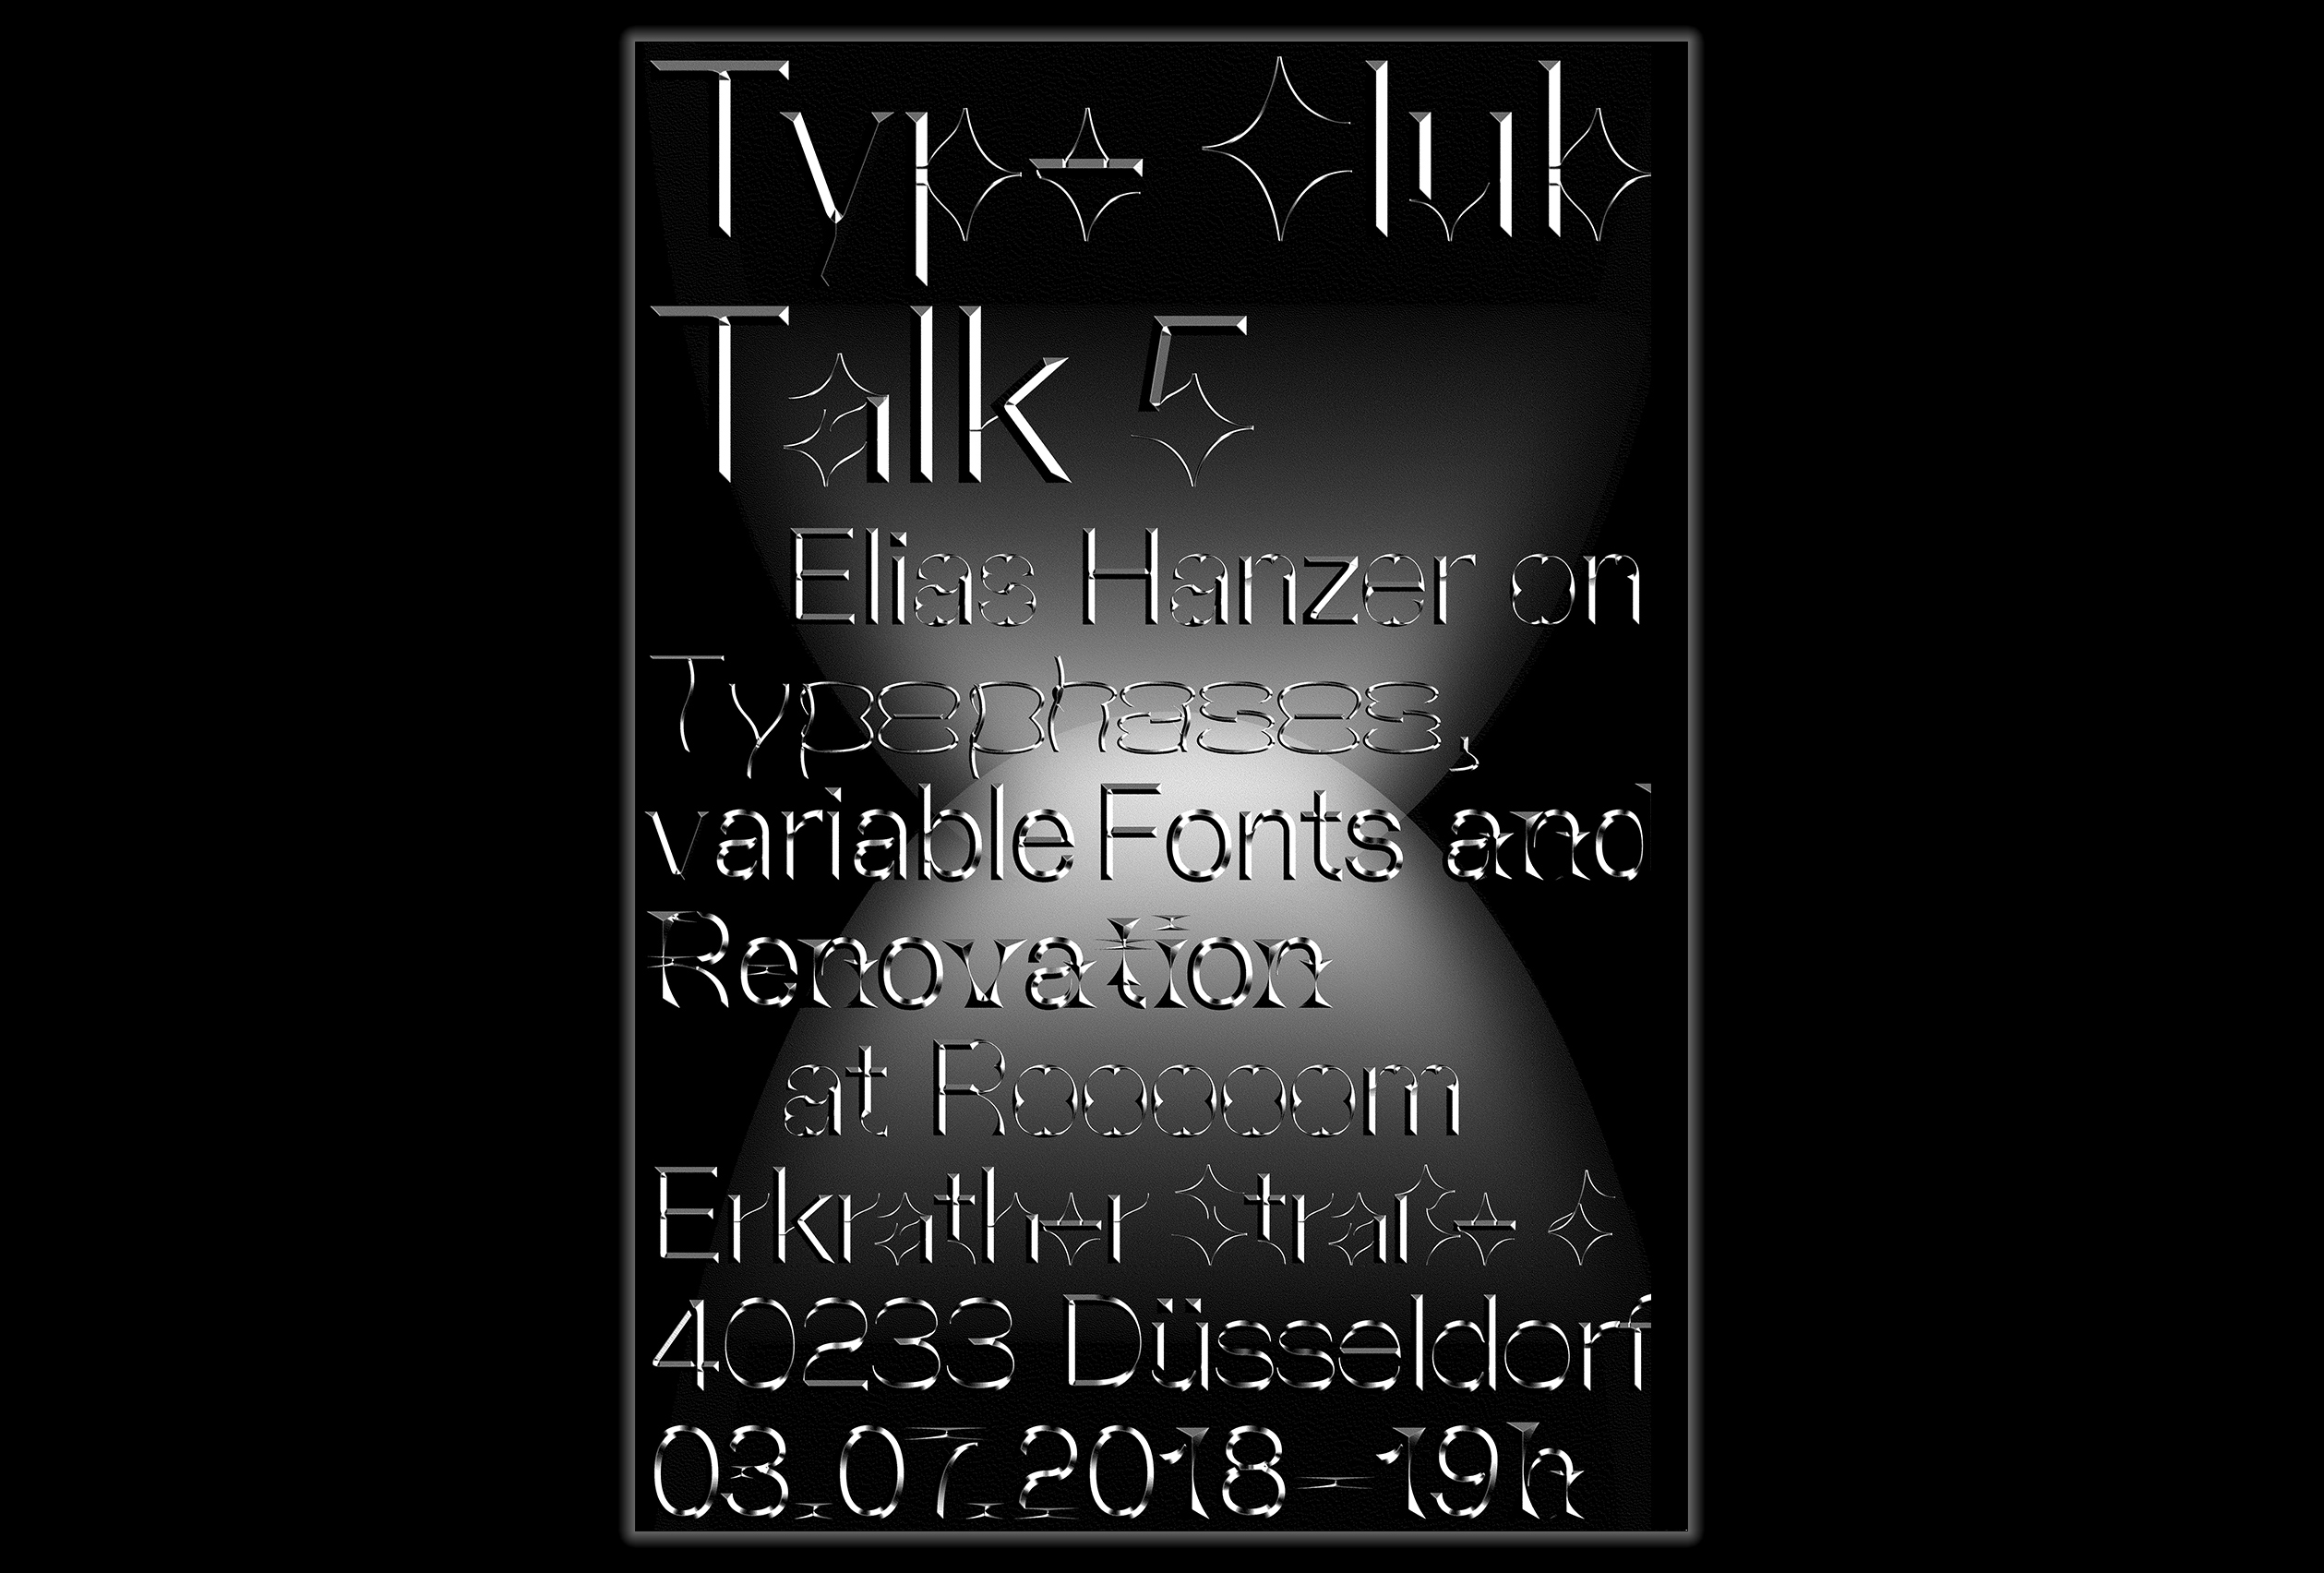 Type Club
Talk 5
Elias Hanzer on
Typephases,
variable Fonts and
Renovation
at Roooooom
Erkrather Straße 6
40233 Düsseldorf
03.07.2018–19h